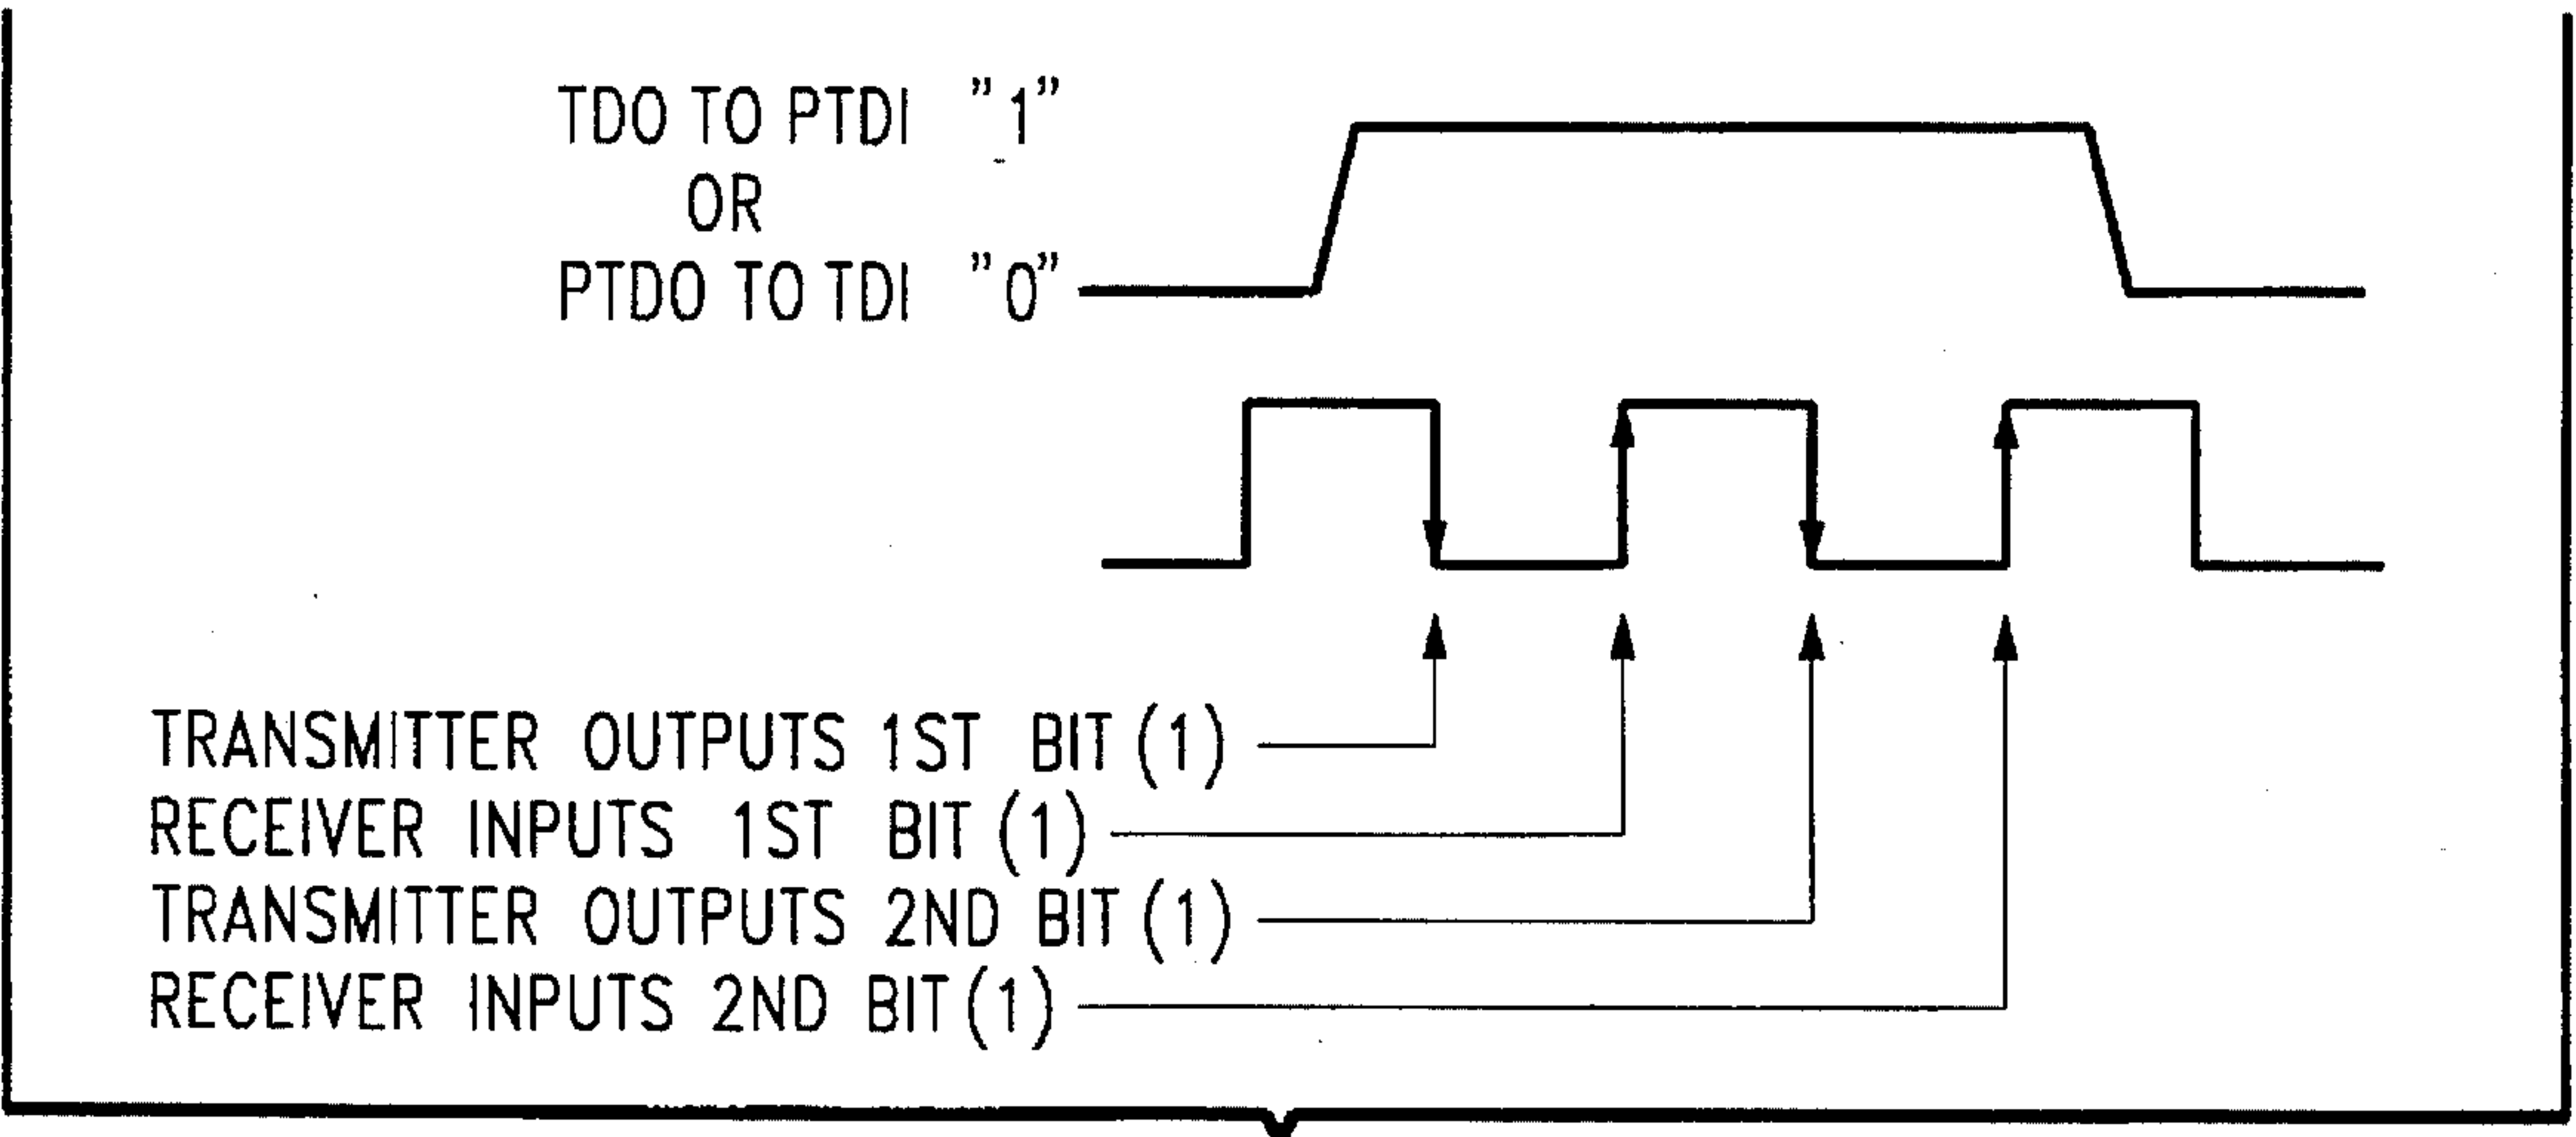 TDO TO PTDI "1"
OR
PTDO TO TDI "0"
TRANSMITTER OUTPUTS 1ST BIT (1)
RECEIVER INPUTS 1ST BIT (1)
TRANSMITTER OUTPUTS 2ND BIT (1)
RECEIVER INPUTS 2ND BIT (1)